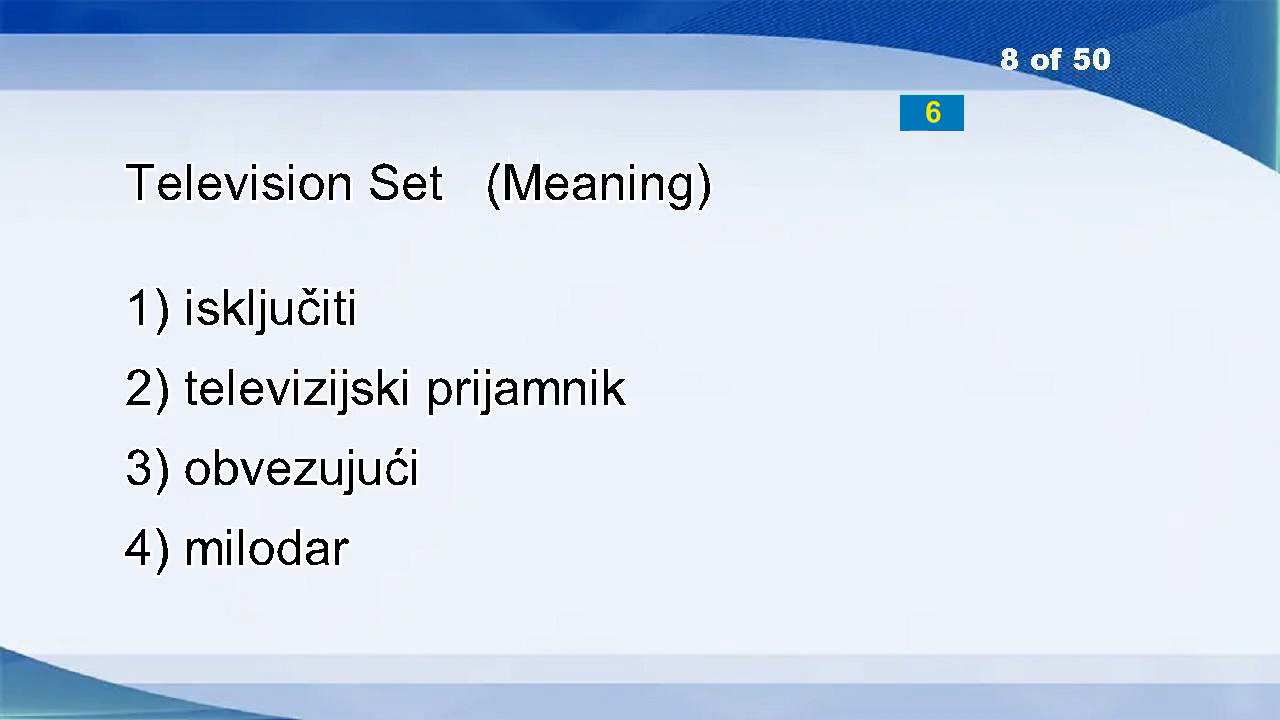 8 of 50
6
Television Set (Meaning)
1) isključiti
2) televizijski prijamnik
3) obvezujući
4) milodar